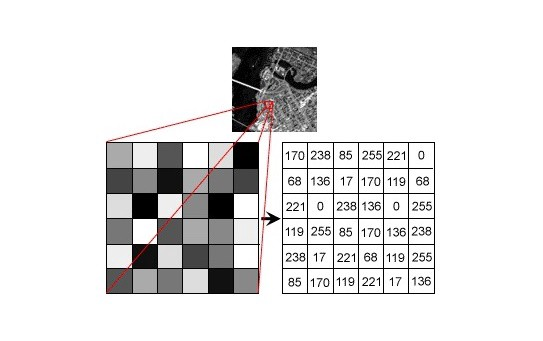 170 238 85 255 221 0
68 136 17 170 119 68
221 0 238 136 0 255
119 255 85 170 136 238
238 17 221 68 119 255
85 170 119 221 17 136